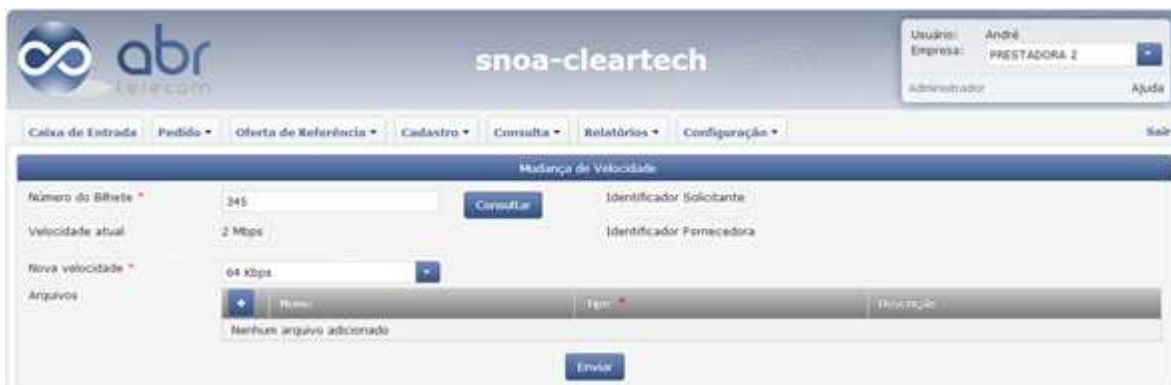 abr
telecom
snoa-cleartech
Usuário: André
Empresa: PRESTADORA 2
Administrador Ajuda
Caixa de Entrada Pedido Oferta de Referência Cadastro Consulta Relatórios Configuração Sair
Mudança de Velocidade
Número do Bilhete * 345 Consultar Identificador Solicitante
Velocidade atual 2 Mbps Identificador Fornecedora
Nova velocidade * 64 Kbps
Arquivos + Nome Tipo * Descrição
Nenhum arquivo adicionado
Enviar